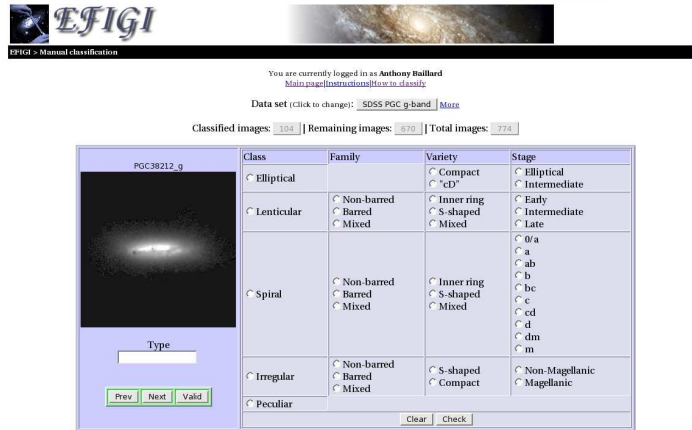 EFIGI
EFIGI > Manual classification
You are currently logged in as Anthony Baillard
Main page|Instructions|How to classify
Data set (Click to change): SDSS PGC g-band More
Classified images: 104 | Remaining images: 670 | Total images: 774
PGC38212_g
Type
Prev Next Valid
Class Family Variety Stage
Elliptical Compact Elliptical
"cD" Intermediate
Lenticular Non-barred Inner ring Early
Barred S-shaped Intermediate
Mixed Mixed Late
Spiral Non-barred Inner ring 0/a
Barred S-shaped a
Mixed Mixed ab
b
bc
c
cd
d
dm
m
Irregular Non-barred S-shaped Non-Magellanic
Barred Compact Magellanic
Mixed
Peculiar
Clear Check